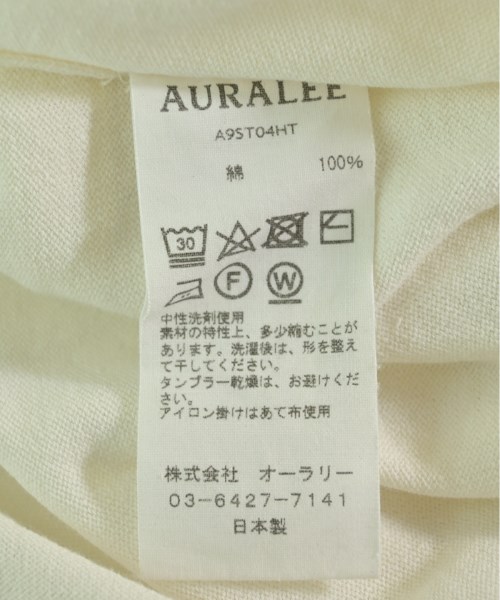 AURALEE
A9ST04HT
綿 100%
30
F W
中性洗剤使用
素材の特性上、多少縮むことが
あります。洗濯後は、形を整え
て干してください。
タンブラー乾燥は、お避けくだ
さい。
アイロン掛けはあて布使用
株式会社 オーラリー
03-6427-7141
日本製